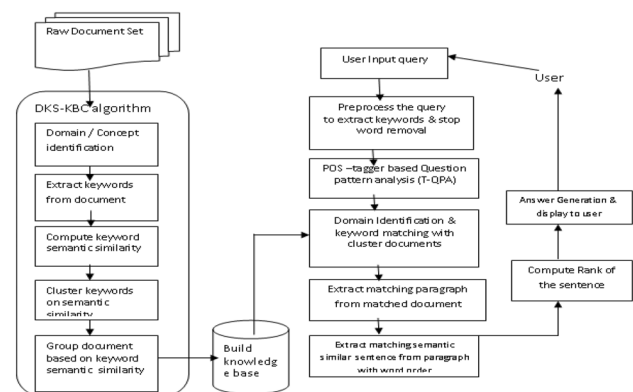 Raw Document Set
DKS-KBC algorithm
Domain / Concept
identification
Extract keywords
from document
Compute keyword
semantic similarity
Cluster keywords
on semantic
similarity
Group document
based on keyword
semantic similarity
Build
knowledg
e base
User Input query
Preprocess the query
to extract keywords & stop
word removal
POS –tagger based Question
pattern analysis (T-QPA)
Domain Identification &
keyword matching with
cluster documents
Extract matching paragraph
from matched document
Extract matching semantic
similar sentence from paragraph
with word order
User
Answer Generation &
display to user
Compute Rank of
the sentence